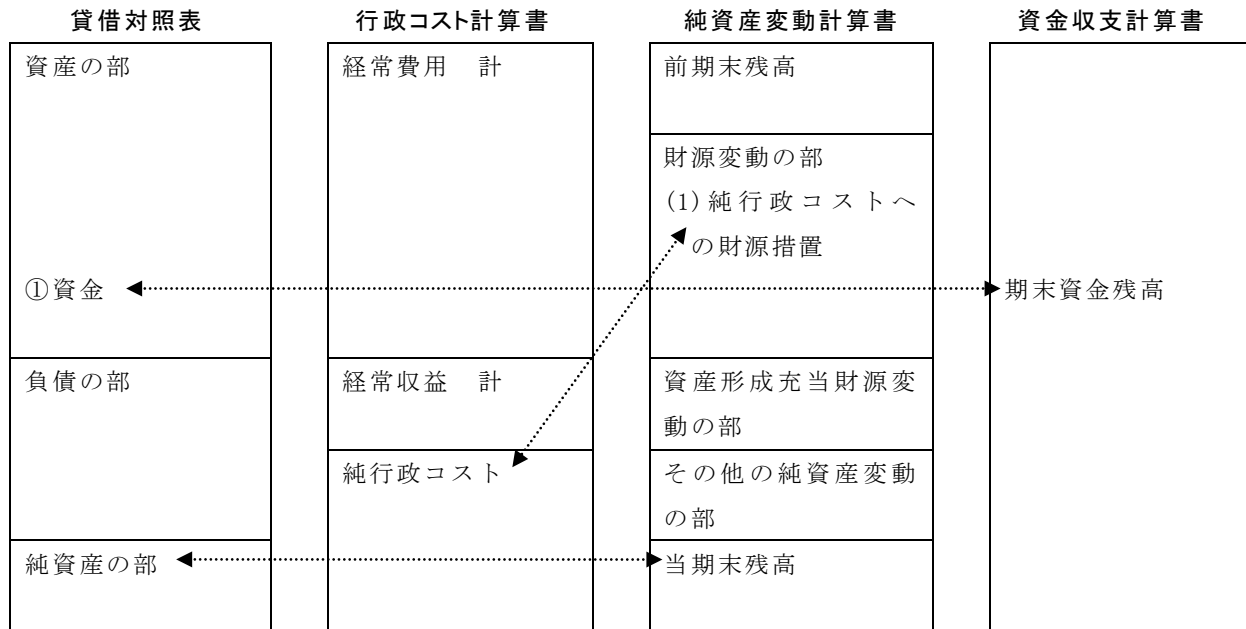 貸借対照表
行政コスト計算書
純資産変動計算書
資金収支計算書
資産の部
①資金
負債の部
純資産の部
経常費用　計
経常収益　計
純行政コスト
前期末残高
財源変動の部
(1)純行政コストへ
の財源措置
資産形成充当財源変
動の部
その他の純資産変動
の部
当期末残高
期末資金残高